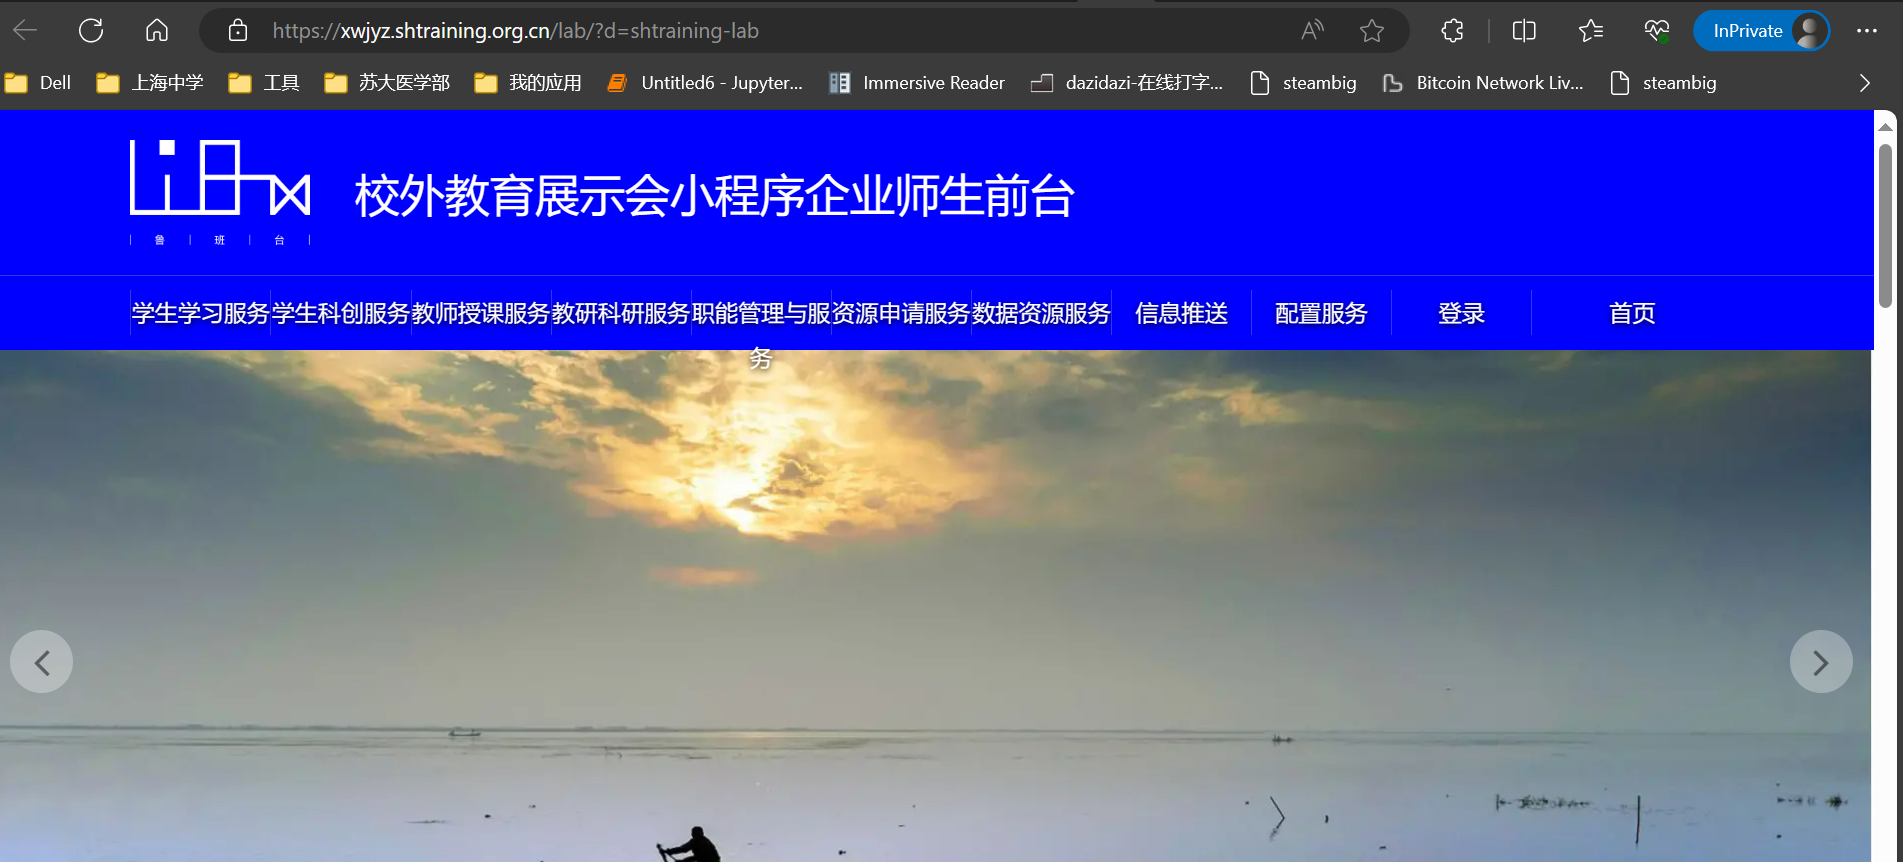 https://xwjyz.shtraining.org.cn/lab/?d=shtraining-lab
InPrivate
Dell 上海中学 工具 苏大医学部 我的应用 Untitled6 - Jupyter... Immersive Reader dazidazi-在线打字... steambig Bitcoin Network Liv... steambig
校外教育展示会小程序企业师生前台
鲁 班 台
学生学习服务 学生科创服务 教师授课服务 教研科研服务 职能管理与服务 资源申请服务 数据资源服务 信息推送 配置服务 登录 首页